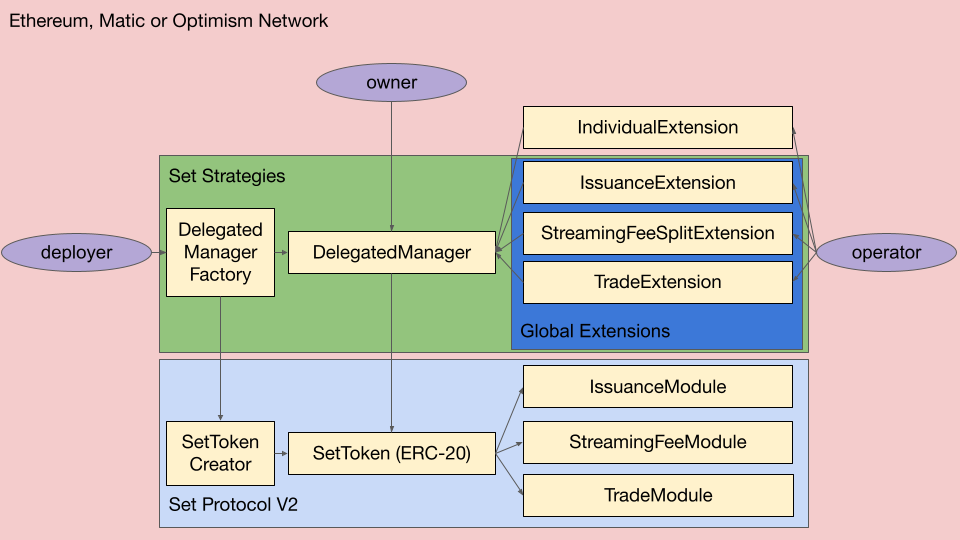 Ethereum, Matic or Optimism Network
owner
IndividualExtension
Set Strategies
IssuanceExtension
deployer
Delegated
Manager
Factory
DelegatedManager
StreamingFeeSplitExtension
operator
TradeExtension
Global Extensions
IssuanceModule
SetToken
Creator
SetToken (ERC-20)
StreamingFeeModule
TradeModule
Set Protocol V2